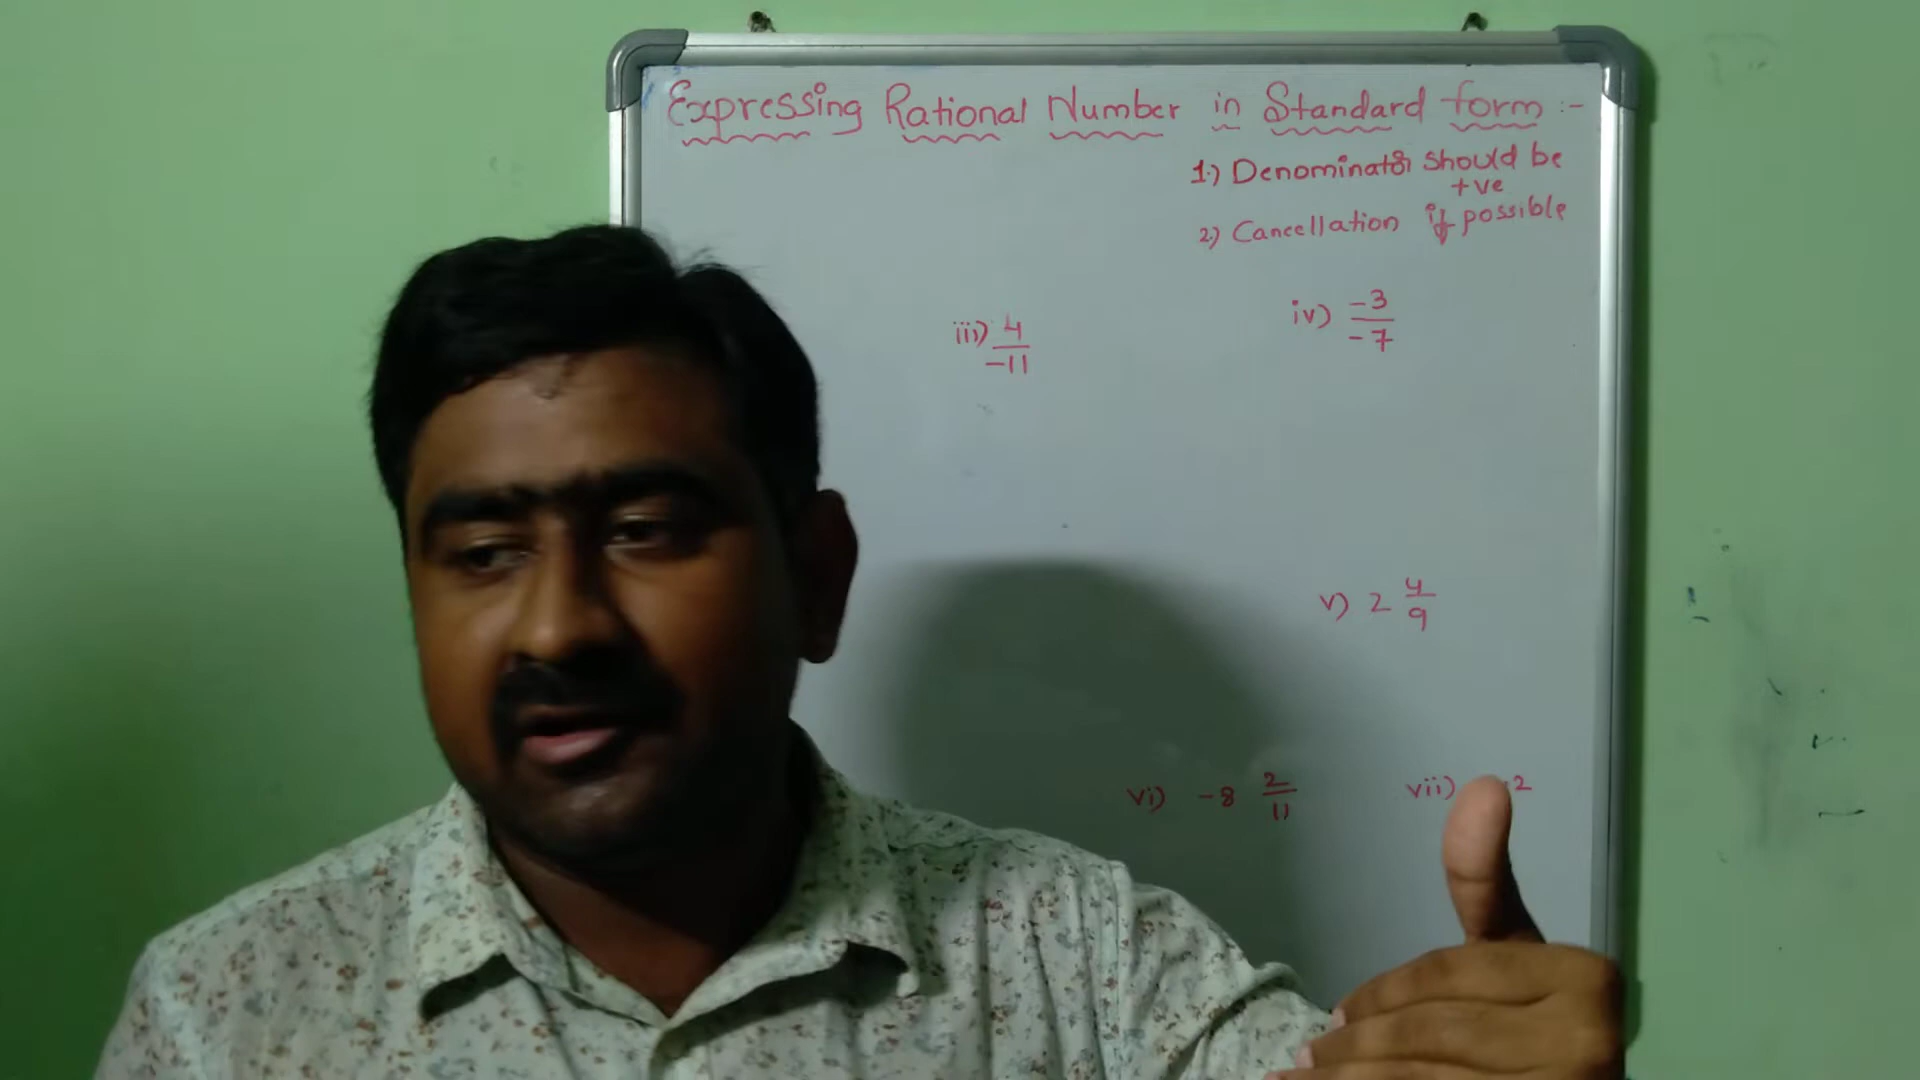 Expressing Rational Number in Standard form :-
1.) Denominator should be
+ve
2.) Cancellation if possible
iii) 4/-11
iv) -3/-7
v) 2 4/9
vi) -8 2/11
vii) 2